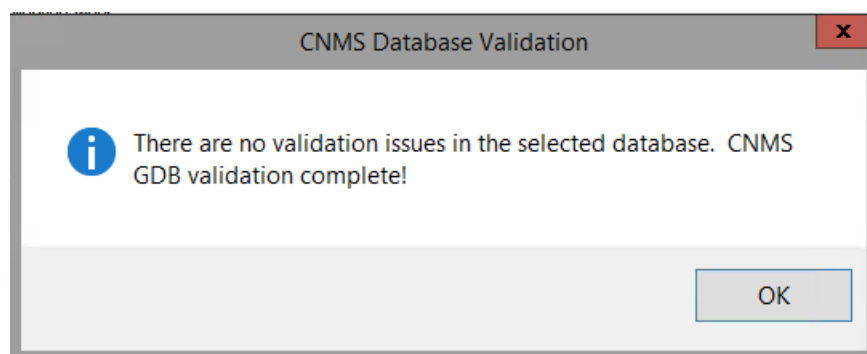 CNMS Database Validation
x
There are no validation issues in the selected database.  CNMS
GDB validation complete!
OK